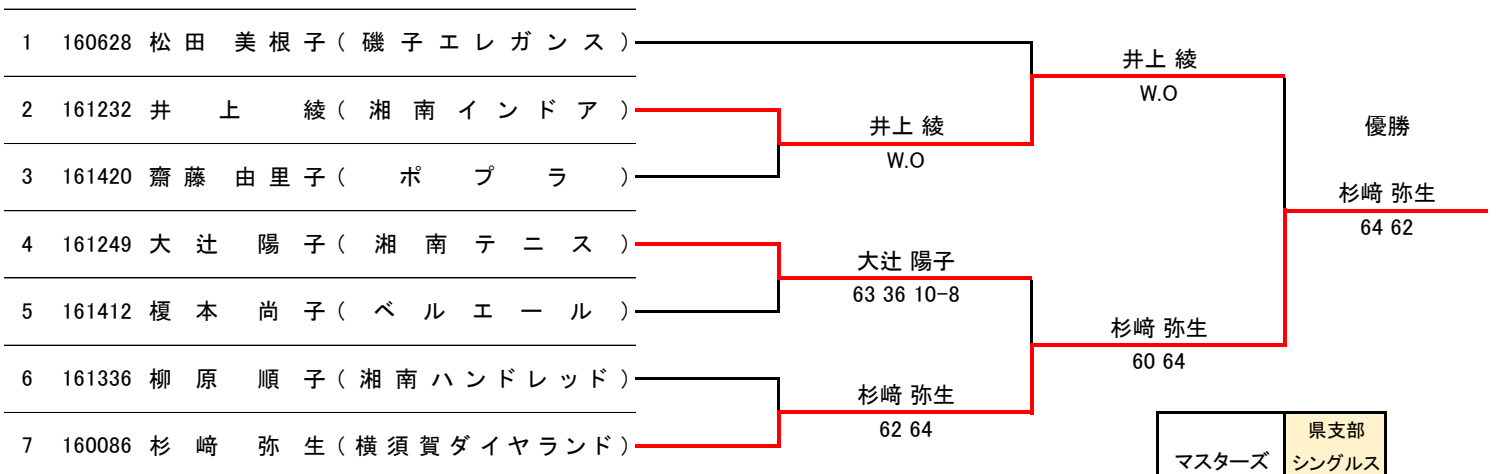 1 160628 松田 美根子(磯子エレガンス)
2 161232 井上 綾(湘南インドア)
3 161420 齋藤 由里子(ポプラ)
4 161249 大辻 陽子(湘南テニス)
5 161412 榎本 尚子(ベルエール)
6 161336 柳原 順子(湘南ハンドレッド)
7 160086 杉﨑 弥生(横須賀ダイヤランド)
井上 綾
W.O
大辻 陽子
63 36 10-8
杉﨑 弥生
62 64
井上 綾
W.O
杉﨑 弥生
60 64
優勝
杉﨑 弥生
64 62
マスターズ
県支部
シングルス